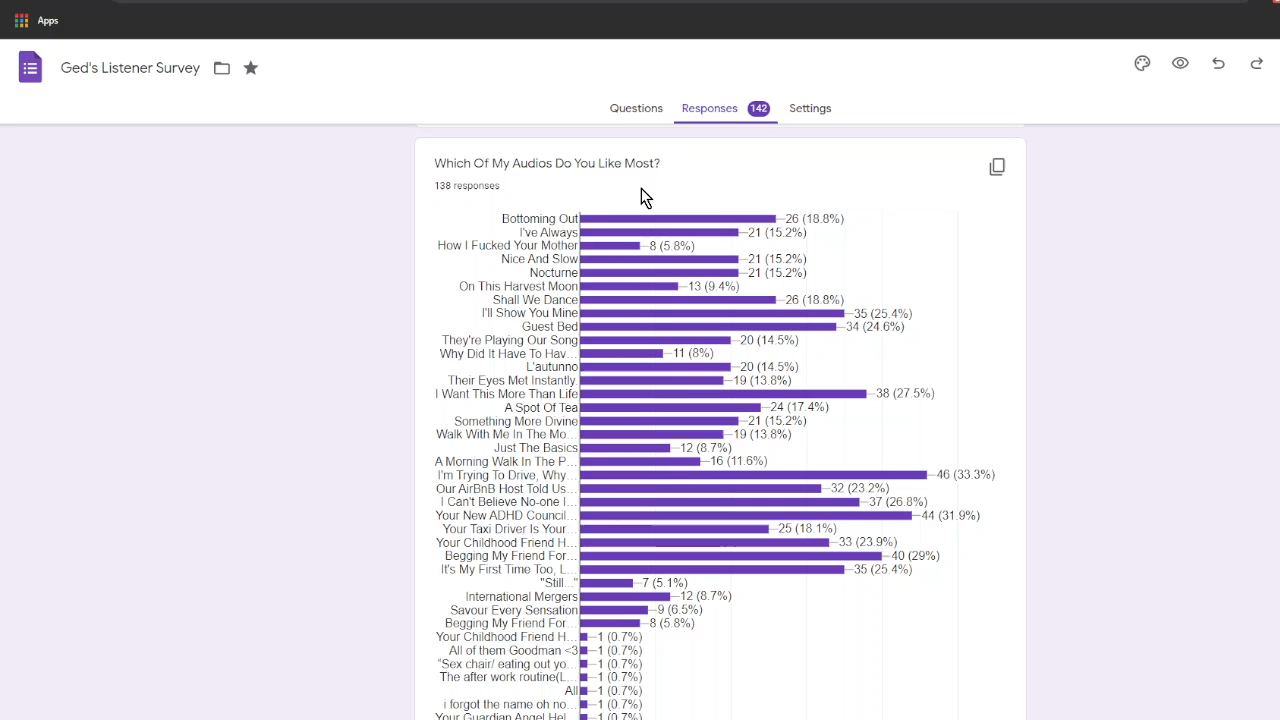 Apps
Ged's Listener Survey
Questions Responses 142 Settings
Which Of My Audios Do You Like Most?
138 responses
Bottoming Out 26 (18.8%)
I've Always 21 (15.2%)
How I Fucked Your Mother 8 (5.8%)
Nice And Slow 21 (15.2%)
Nocturne 21 (15.2%)
On This Harvest Moon 13 (9.4%)
Shall We Dance 26 (18.8%)
I'll Show You Mine 35 (25.4%)
Guest Bed 34 (24.6%)
They're Playing Our Song 20 (14.5%)
Why Did It Have To Hav... 11 (8%)
L'autunno 20 (14.5%)
Their Eyes Met Instantly. 19 (13.8%)
I Want This More Than Life 38 (27.5%)
A Spot Of Tea 24 (17.4%)
Something More Divine 21 (15.2%)
Walk With Me In The Mo... 19 (13.8%)
Just The Basics 12 (8.7%)
A Morning Walk In The P... 16 (11.6%)
I'm Trying To Drive, Why... 46 (33.3%)
Our AirBnB Host Told Us... 32 (23.2%)
I Can't Believe No-one I... 37 (26.8%)
Your New ADHD Council... 44 (31.9%)
Your Taxi Driver Is Your... 25 (18.1%)
Your Childhood Friend H... 33 (23.9%)
Begging My Friend For... 40 (29%)
It's My First Time Too, L... 35 (25.4%)
"Still..." 7 (5.1%)
International Mergers 12 (8.7%)
Savour Every Sensation 9 (6.5%)
Begging My Friend For... 8 (5.8%)
Your Childhood Friend H... 1 (0.7%)
All of them Goodman <3 1 (0.7%)
"Sex chair/ eating out yo... 1 (0.7%)
The after work routine(L... 1 (0.7%)
All 1 (0.7%)
i forgot the name oh no... 1 (0.7%)
Your Guardian Angel Hel... 1 (0.7%)